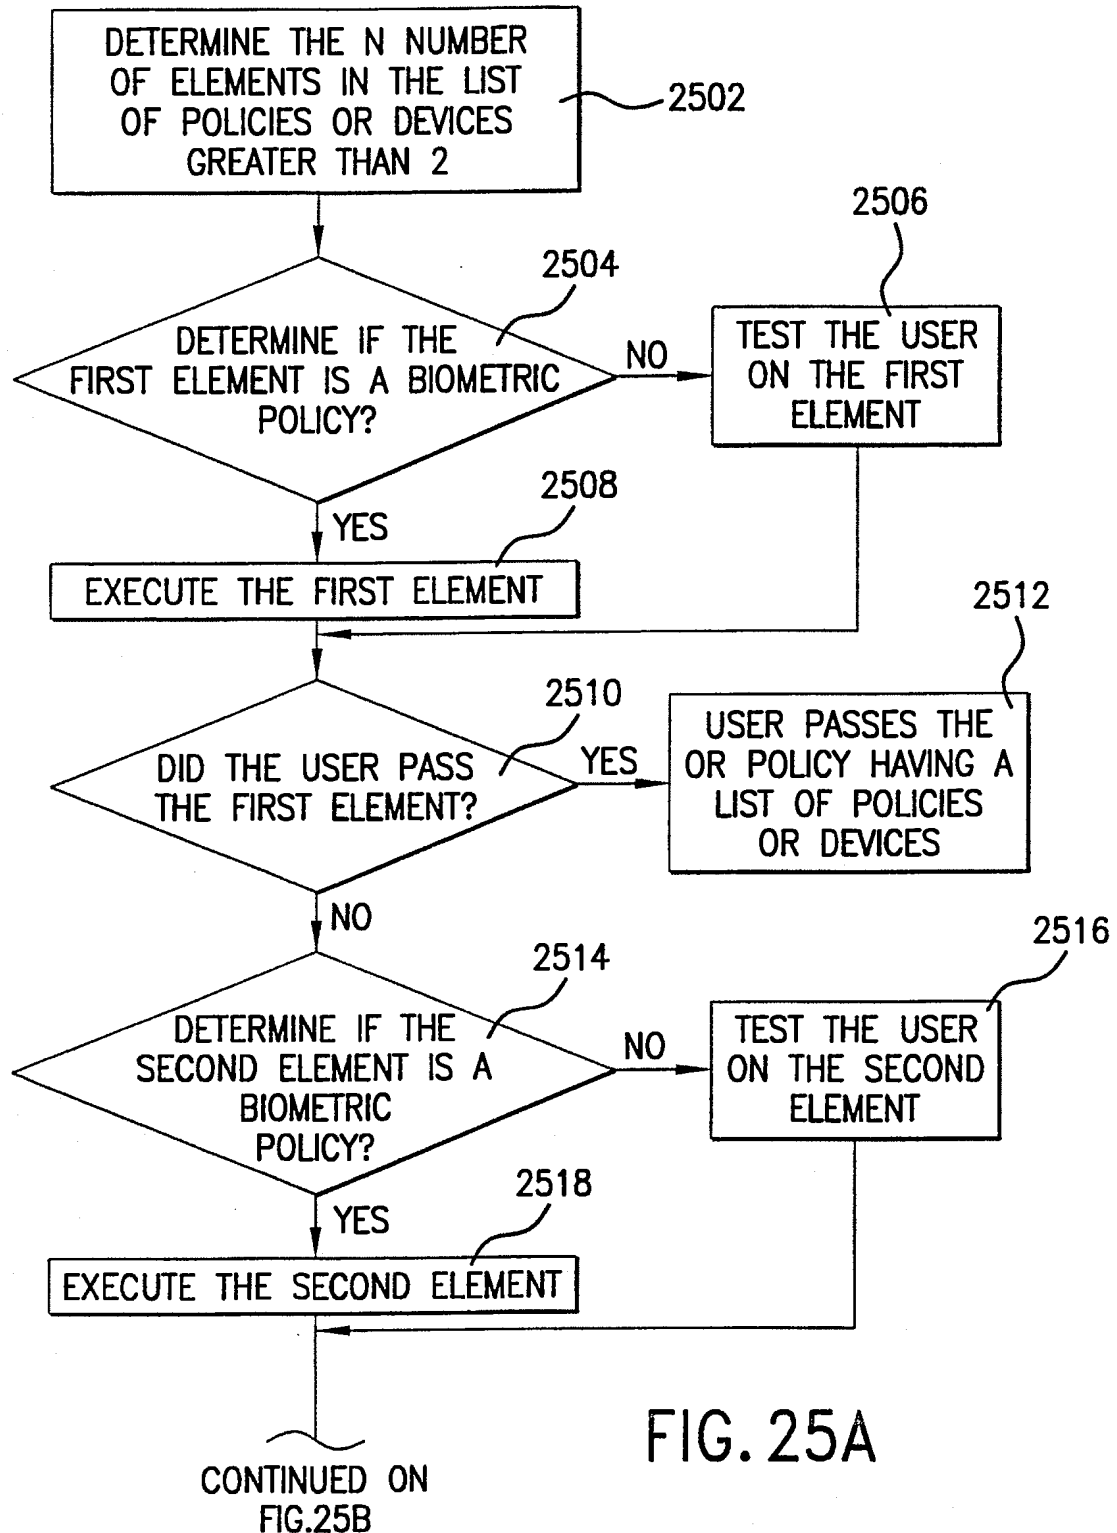 DETERMINE THE N NUMBER
OF ELEMENTS IN THE LIST
OF POLICIES OR DEVICES
GREATER THAN 2
2502
2506
2504
DETERMINE IF THE
FIRST ELEMENT IS A BIOMETRIC
POLICY?
NO
TEST THE USER
ON THE FIRST
ELEMENT
2508
YES
EXECUTE THE FIRST ELEMENT
2512
2510
DID THE USER PASS
THE FIRST ELEMENT?
YES
USER PASSES THE
OR POLICY HAVING A
LIST OF POLICIES
OR DEVICES
NO
2516
2514
DETERMINE IF THE
SECOND ELEMENT IS A
BIOMETRIC
POLICY?
NO
TEST THE USER
ON THE SECOND
ELEMENT
2518
YES
EXECUTE THE SECOND ELEMENT
FIG. 25A
CONTINUED ON
FIG.25B